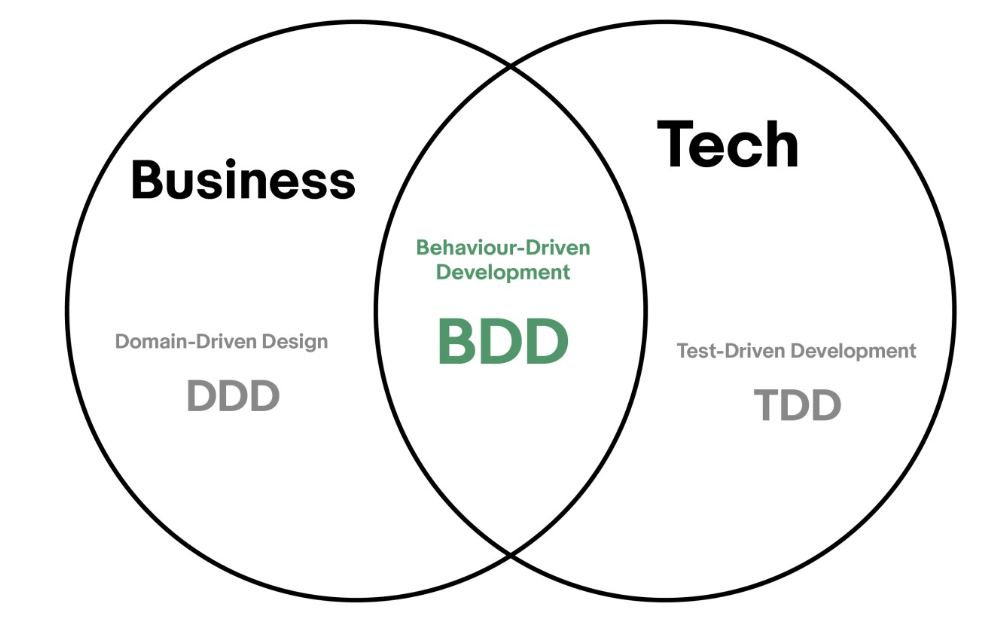 Business
Tech
Behaviour-Driven
Development
BDD
Domain-Driven Design
DDD
Test-Driven Development
TDD